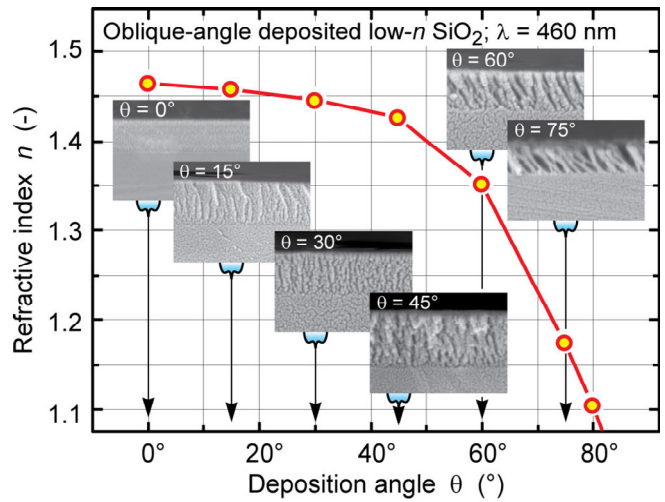 Oblique-angle deposited low-n SiO₂; λ = 460 nm
1.5
1.4
1.3
1.2
1.1
Refractive index n (-)
θ = 0°
θ = 15°
θ = 30°
θ = 45°
θ = 60°
θ = 75°
0°
20°
40°
60°
80°
Deposition angle θ (°)